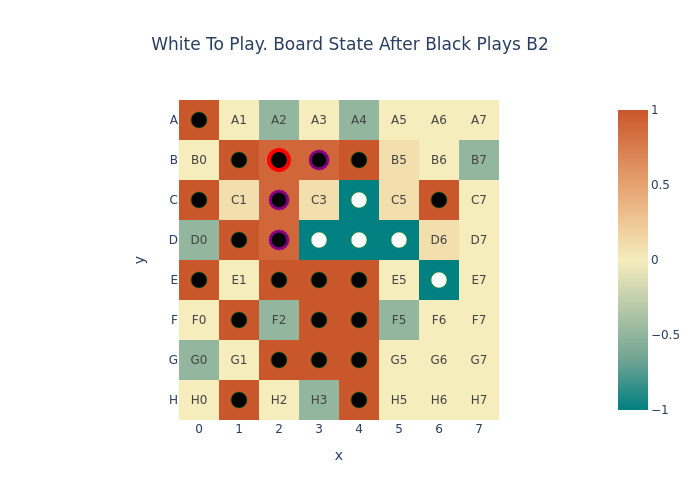 White To Play. Board State After Black Plays B2
A A1 A2 A3 A4 A5 A6 A7 1
B B0 B5 B6 B7
C C1 C3 C5 C7 0.5
D D0 D6 D7
y 0
E E1 E5 E7
F F0 F2 F5 F6 F7 −0.5
G G0 G1 G5 G6 G7
H H0 H2 H3 H5 H6 H7 −1
0 1 2 3 4 5 6 7
x